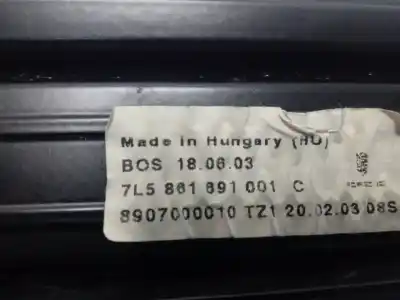 Made in Hungary (HU)
BOS 18.06.03
7L5 861 691 001 C
8907000010 TZ1 20.02.03 08S